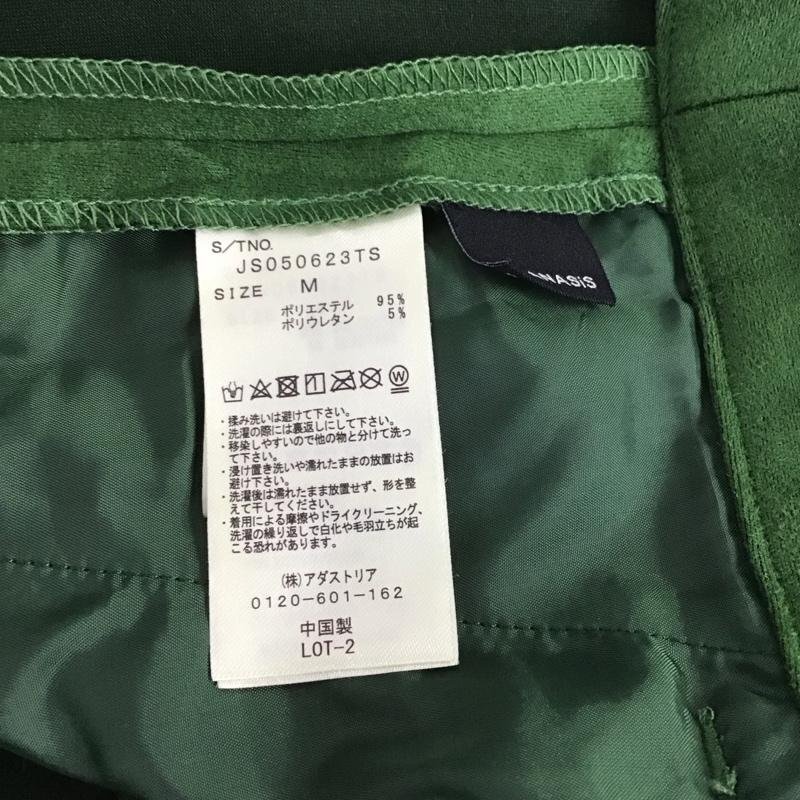 S/TNO.
JS050623TS
SIZE M
ポリエステル 95%
ポリウレタン 5%
・揉み洗いは避けて下さい。
・洗濯の際には裏返しにして下さい。
・移染しやすいので他の物と分けて洗っ
て下さい。
・浸け置き洗いや濡れたままの放置はお
避け下さい。
・洗濯後は濡れたまま放置せず、形を整
えて干してください。
・着用による摩擦やドライクリーニング、
洗濯の繰り返しで白化や毛羽立ちが起
こる恐れがあります。
(株)アダストリア
0120-601-162
中国製
LOT-2